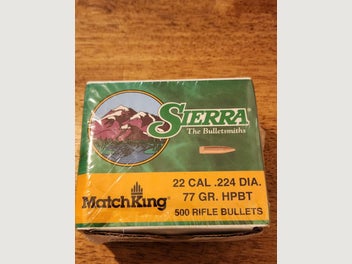 SIERRA®
The Bulletsmiths
22 CAL .224 DIA.
MatchKing®
77 GR. HPBT
500 RIFLE BULLETS